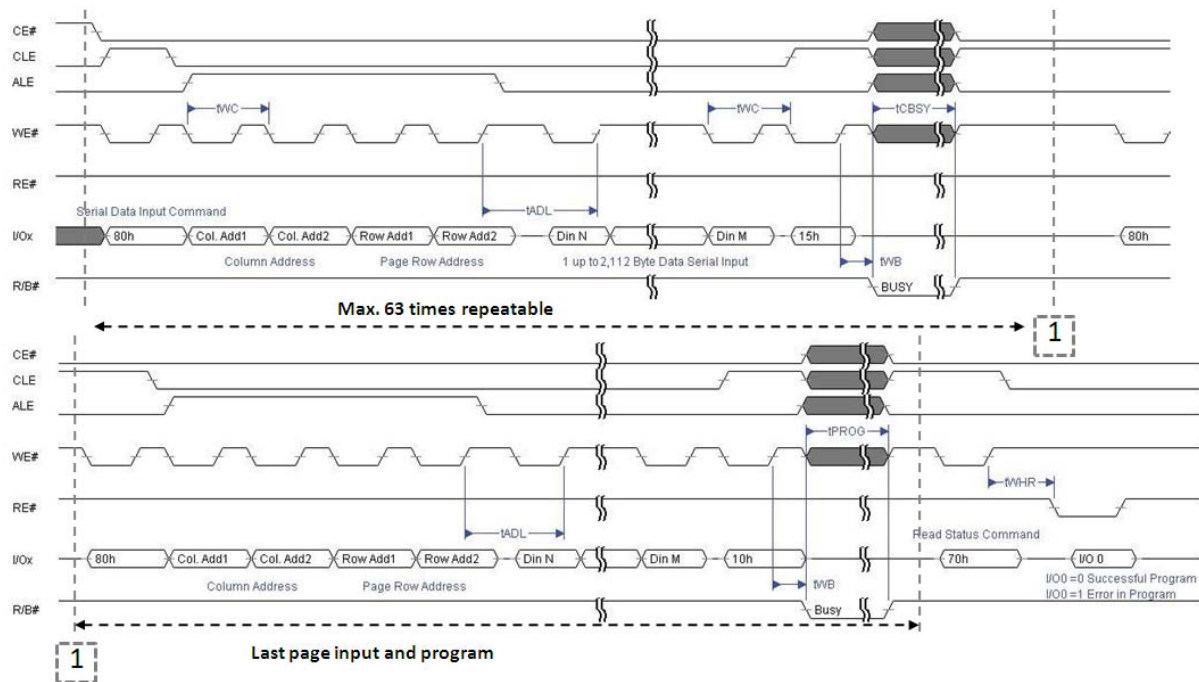 CE#
CLE
ALE
tWC tWC tCBSY
WE#
RE#
tADL
Serial Data Input Command
I/Ox 80h Col. Add1 Col. Add2 Row Add1 Row Add2 Din N Din M 15h 80h
Column Address Page Row Address 1 up to 2,112 Byte Data Serial Input tWB
R/B# BUSY
Max. 63 times repeatable
1
CE#
CLE
ALE
tPROG
WE#
tWHR
RE#
tADL Read Status Command
I/Ox 80h Col. Add1 Col. Add2 Row Add1 Row Add2 Din N Din M 10h 70h I/O 0
Column Address Page Row Address tWB I/O0 =0 Successful Program
I/O0 =1 Error in Program
R/B# Busy
1
Last page input and program